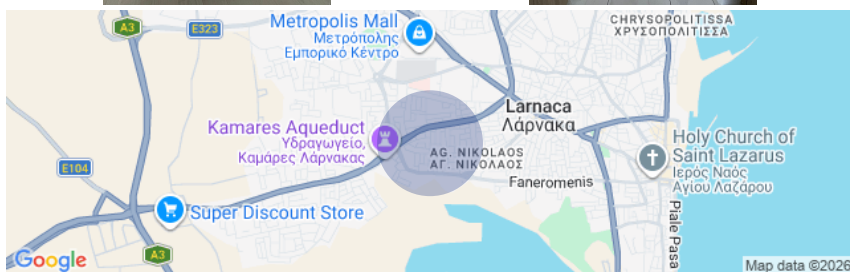 CHRYSOPOLITISSA
ΧΡΥΣΟΠΟΛΙΤΙΣΣΑ
A3
E323
Metropolis Mall
Μετρόπολης
Εμπορικό Κέντρο
Larnaca
Λάρνακα
Kamares Aqueduct
Υδραγωγείο,
Καμάρες Λάρνακας
AG. NIKOLAOS
ΑΓ. ΝΙΚΟΛΑΟΣ
Holy Church of
Saint Lazarus
Ιερός Ναός
Αγίου Λαζάρου
E104
Faneromenis
Super Discount Store
Piale Pasa
A3
Google
Map data ©2026